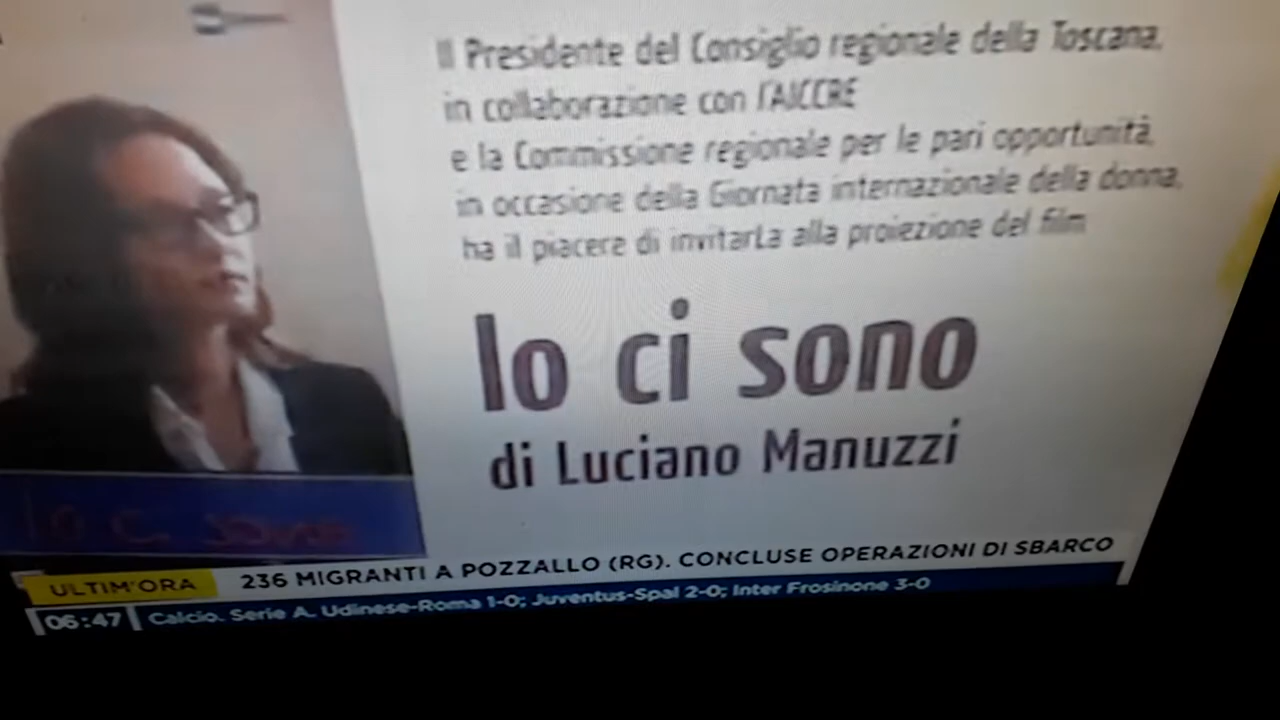 Il Presidente del Consiglio regionale della Toscana,
in collaborazione con l'AICCRE
e la Commissione regionale per le pari opportunità,
in occasione della Giornata internazionale della donna,
ha il piacere di invitarLa alla proiezione del film
Io ci sono
di Luciano Manuzzi
Io ci sono
ULTIM'ORA 236 MIGRANTI A POZZALLO (RG). CONCLUSE OPERAZIONI DI SBARCO
06:47 Calcio. Serie A. Udinese-Roma 1-0; Juventus-Spal 2-0; Inter Frosinone 3-0